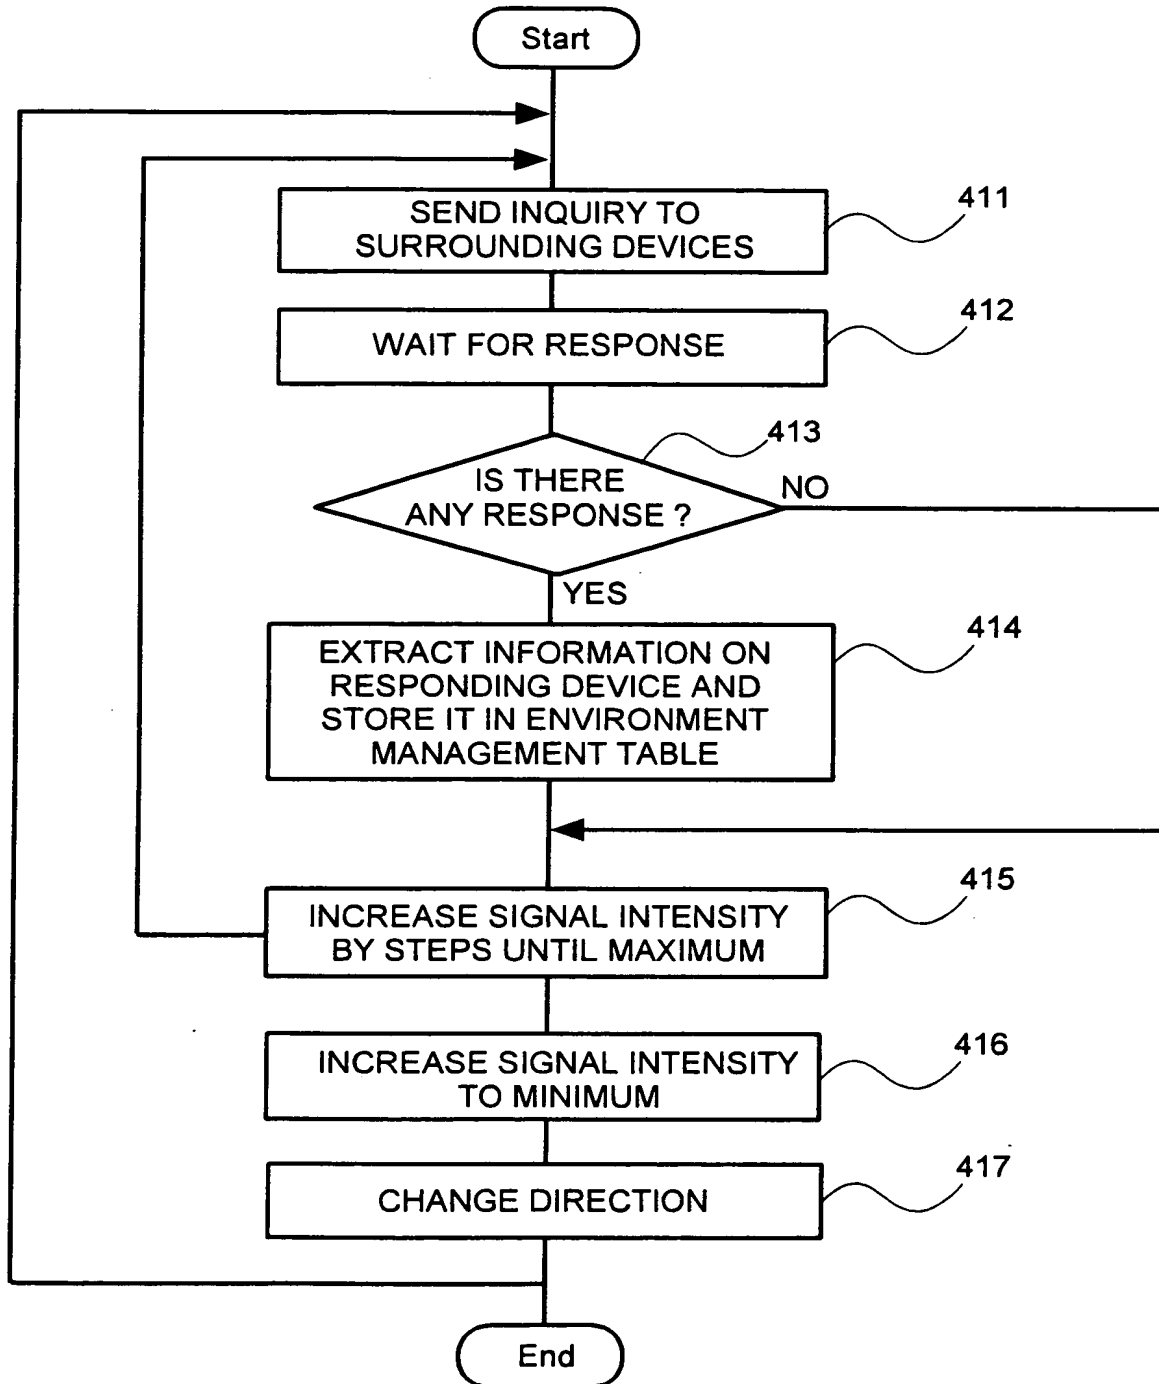 Start
SEND INQUIRY TO
SURROUNDING DEVICES
411
WAIT FOR RESPONSE
412
IS THERE
ANY RESPONSE ?
413
NO
YES
EXTRACT INFORMATION ON
RESPONDING DEVICE AND
STORE IT IN ENVIRONMENT
MANAGEMENT TABLE
414
INCREASE SIGNAL INTENSITY
BY STEPS UNTIL MAXIMUM
415
INCREASE SIGNAL INTENSITY
TO MINIMUM
416
CHANGE DIRECTION
417
End